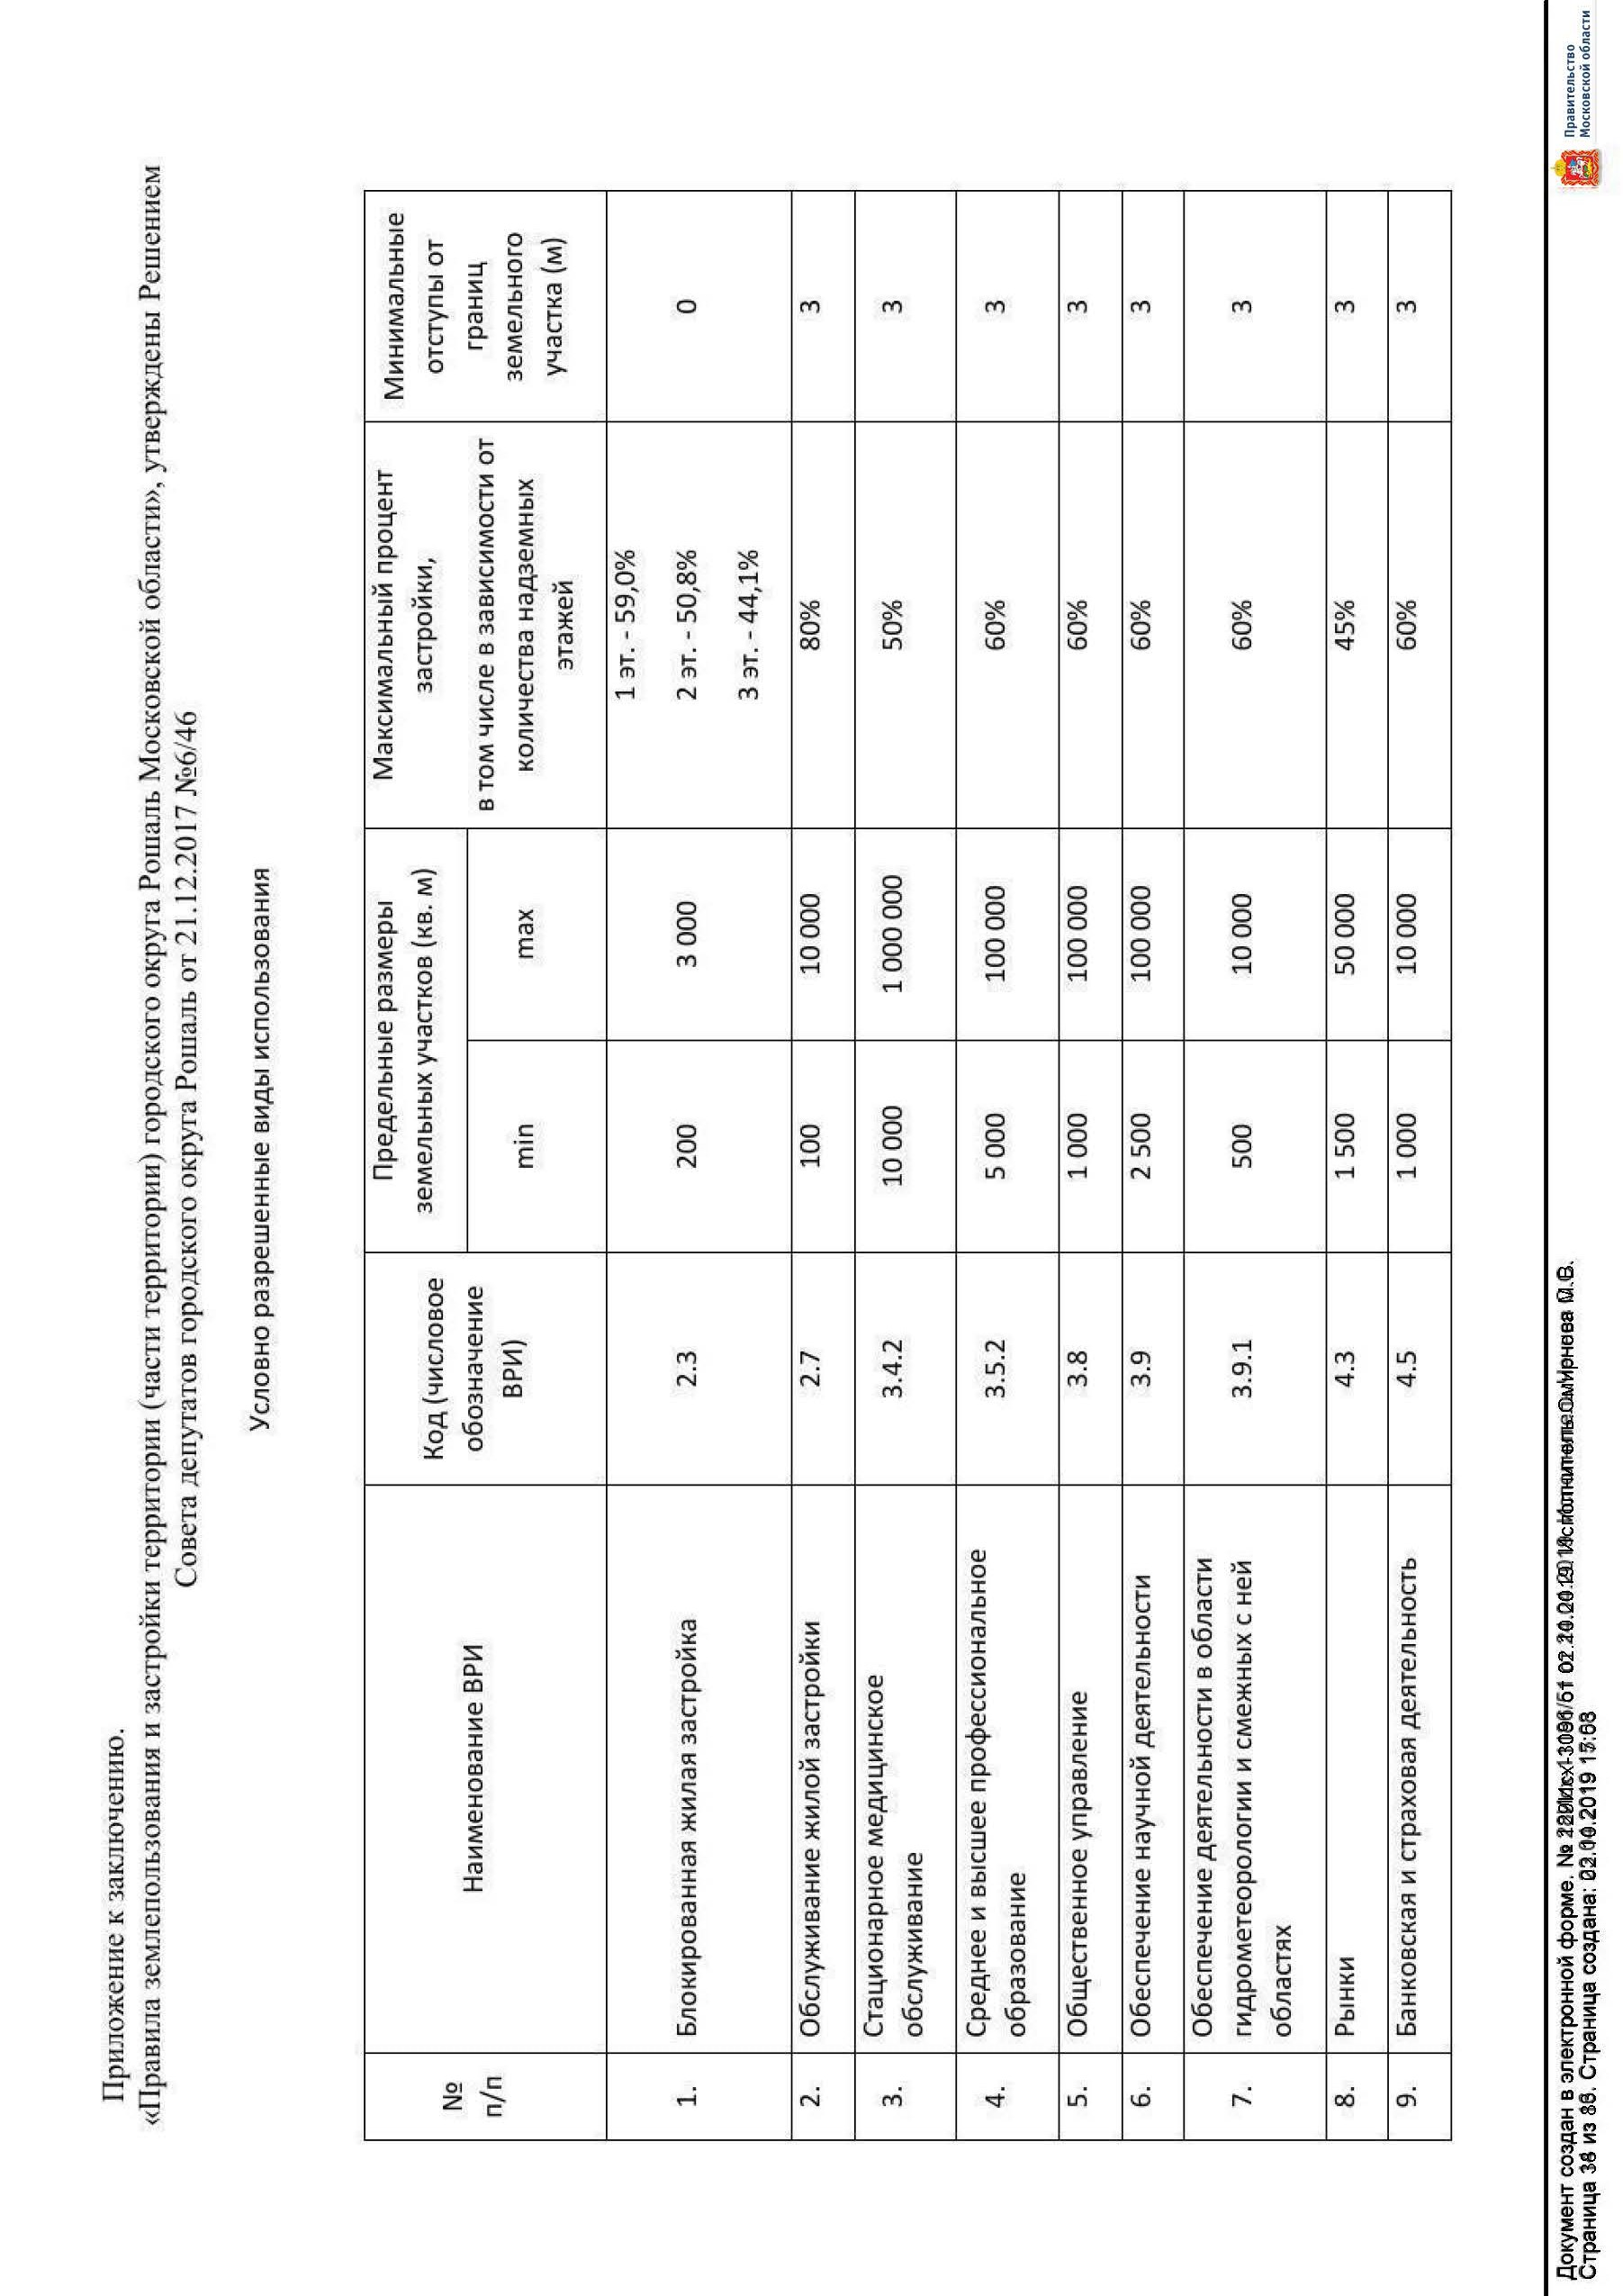 Приложение к заключению.
«Правила землепользования и застройки территории (части территории) городского округа Рошаль Московской области», утверждены Решением
Совета депутатов городского округа Рошаль от 21.12.2017 №6/46
Условно разрешенные виды использования
№
п/п
Наименование ВРИ
Код (числовое
обозначение
ВРИ)
Предельные размеры
земельных участков (кв. м)
min
max
Максимальный процент
застройки,
в том числе в зависимости от
количества надземных
этажей
Минимальные
отступы от
границ
земельного
участка (м)
1. Блокированная жилая застройка 2.3 200 3 000
1 эт. - 59,0%
2 эт. - 50,8%
3 эт. - 44,1%
0
2. Обслуживание жилой застройки 2.7 100 10 000 80% 3
3. Стационарное медицинское
обслуживание
3.4.2 10 000 1 000 000 50% 3
4. Среднее и высшее профессиональное
образование
3.5.2 5 000 100 000 60% 3
5. Общественное управление 3.8 1 000 100 000 60% 3
6. Обеспечение научной деятельности 3.9 2 500 100 000 60% 3
7. Обеспечение деятельности в области
гидрометеорологии и смежных с ней
областях
3.9.1 500 10 000 60% 3
8. Рынки 4.3 1 500 50 000 45% 3
9. Банковская и страховая деятельность 4.5 1 000 10 000 60% 3
Документ создан в электронной форме. №
Страница из Страница создана:
Правительство
Московской области